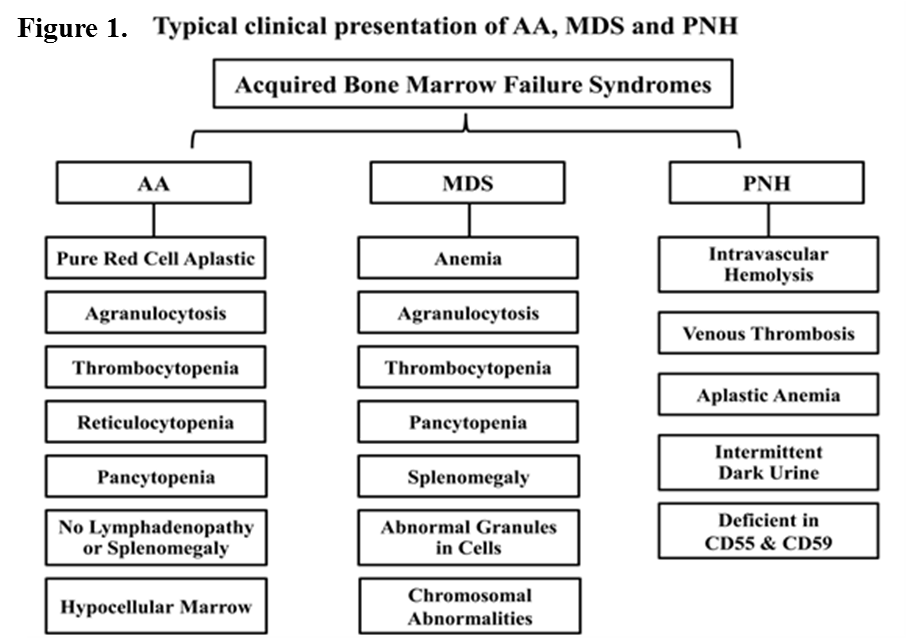 Figure 1. Typical clinical presentation of AA, MDS and PNH
Acquired Bone Marrow Failure Syndromes
AA
Pure Red Cell Aplastic
Agranulocytosis
Thrombocytopenia
Reticulocytopenia
Pancytopenia
No Lymphadenopathy
or Splenomegaly
Hypocellular Marrow
MDS
Anemia
Agranulocytosis
Thrombocytopenia
Pancytopenia
Splenomegaly
Abnormal Granules
in Cells
Chromosomal
Abnormalities
PNH
Intravascular
Hemolysis
Venous Thrombosis
Aplastic Anemia
Intermittent
Dark Urine
Deficient in
CD55 & CD59